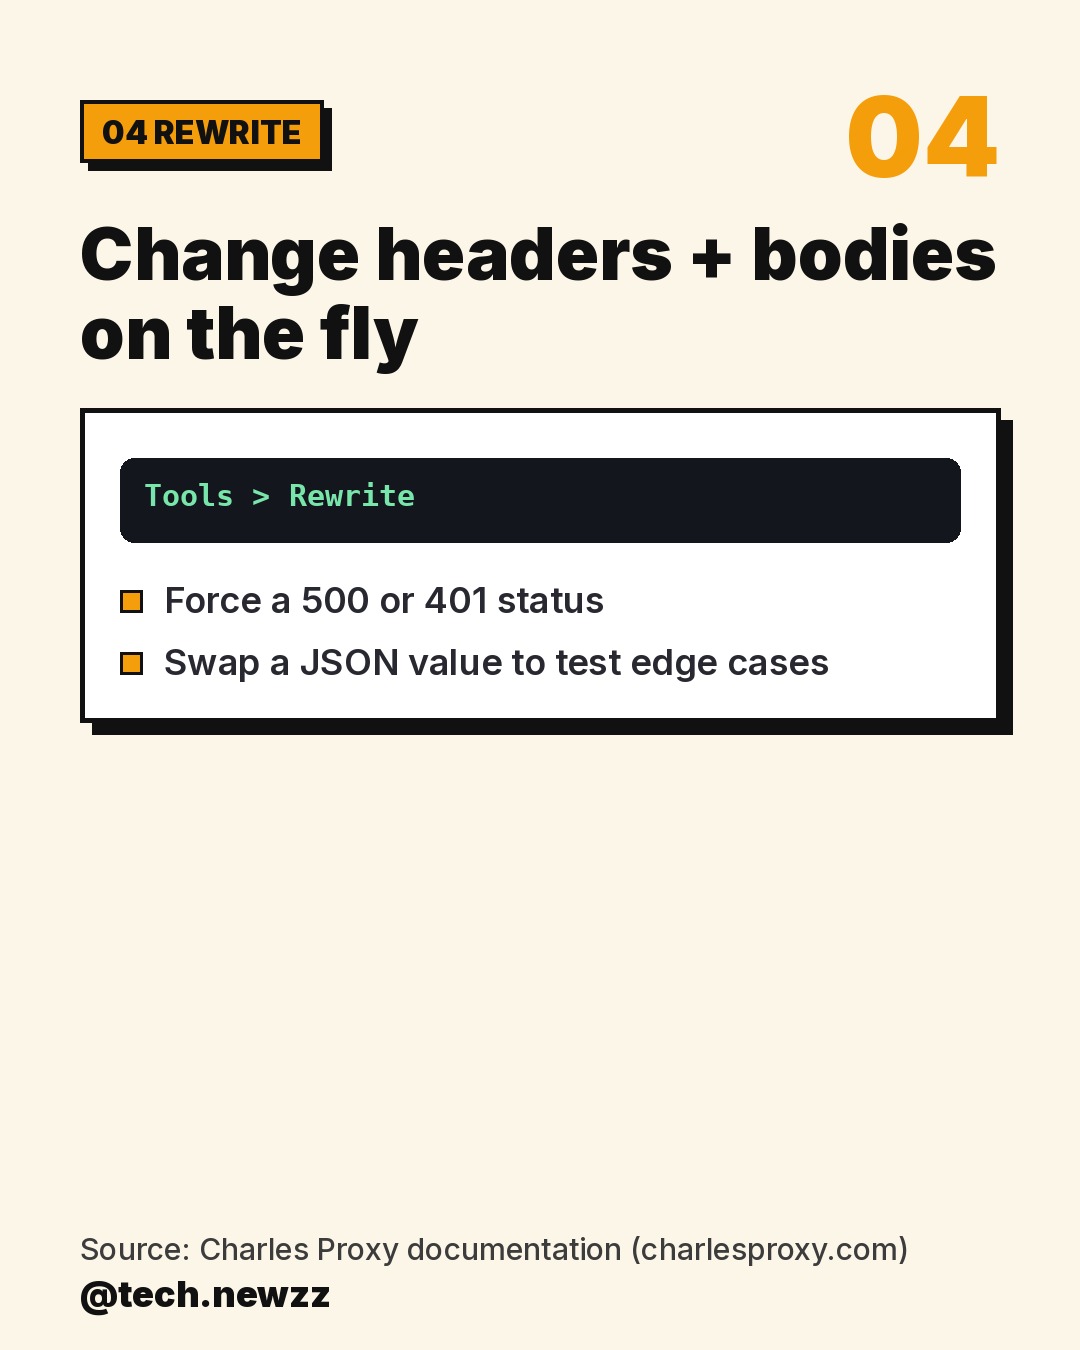 04 REWRITE
04
Change headers + bodies
on the fly
Tools > Rewrite
Force a 500 or 401 status
Swap a JSON value to test edge cases
Source: Charles Proxy documentation (charlesproxy.com)
@tech.newzz